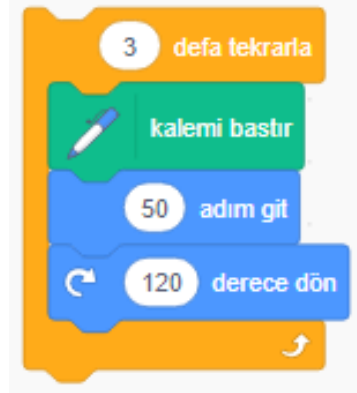 3 defa tekrarla
kalemi bastır
50 adım git
120 derece dön